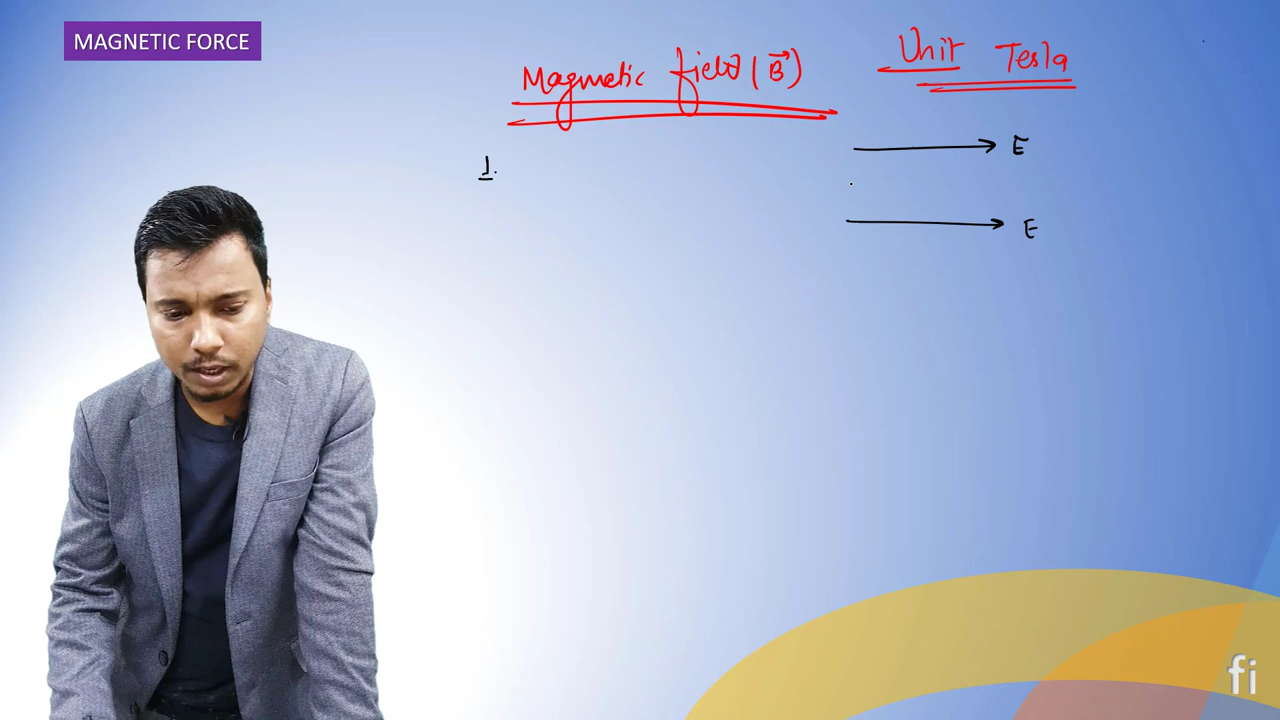 MAGNETIC FORCE
Magnetic field (B⃗)
Unit Tesla
E
1.
E
fi